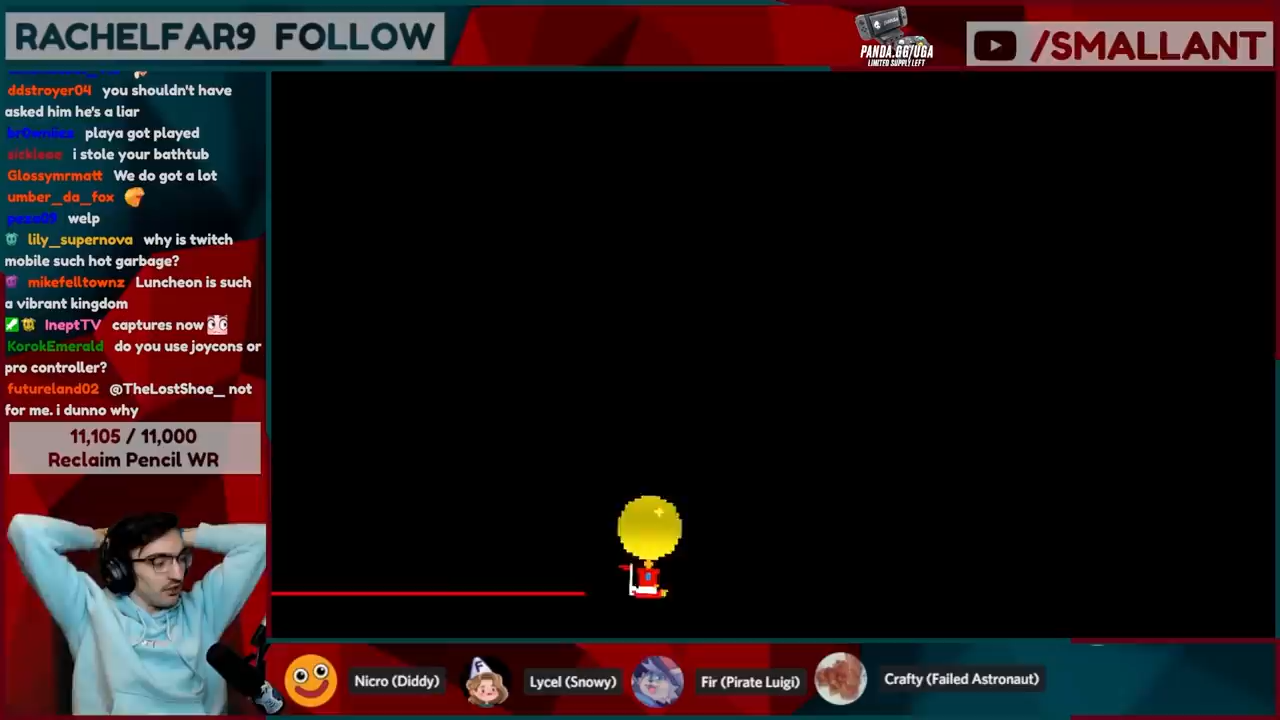 RACHELFAR9 FOLLOW
PANDA.GG/UGA
LIMITED SUPPLY LEFT
/SMALLANT
ddstroyer04 you shouldn't have
asked him he's a liar
playa got played
i stole your bathtub
Glossymrmatt We do got a lot
umber_da_fox
welp
lily_supernova why is twitch
mobile such hot garbage?
mikefelltownz Luncheon is such
a vibrant kingdom
IneptTV captures now
KorokEmerald do you use joycons or
pro controller?
futureland02 @TheLostShoe_ not
for me. i dunno why
11,105 / 11,000
Reclaim Pencil WR
Nicro (Diddy)
Lycel (Snowy)
Fir (Pirate Luigi)
Crafty (Failed Astronaut)